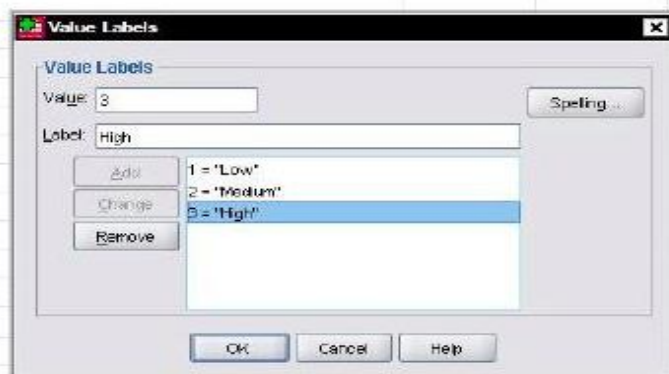 Value Labels
Value Labels
Value: 3
Spelling...
Label: High
Add
1 = "Low"
Change
2 = "Medium"
3 = "High"
Remove
OK
Cancel
Help